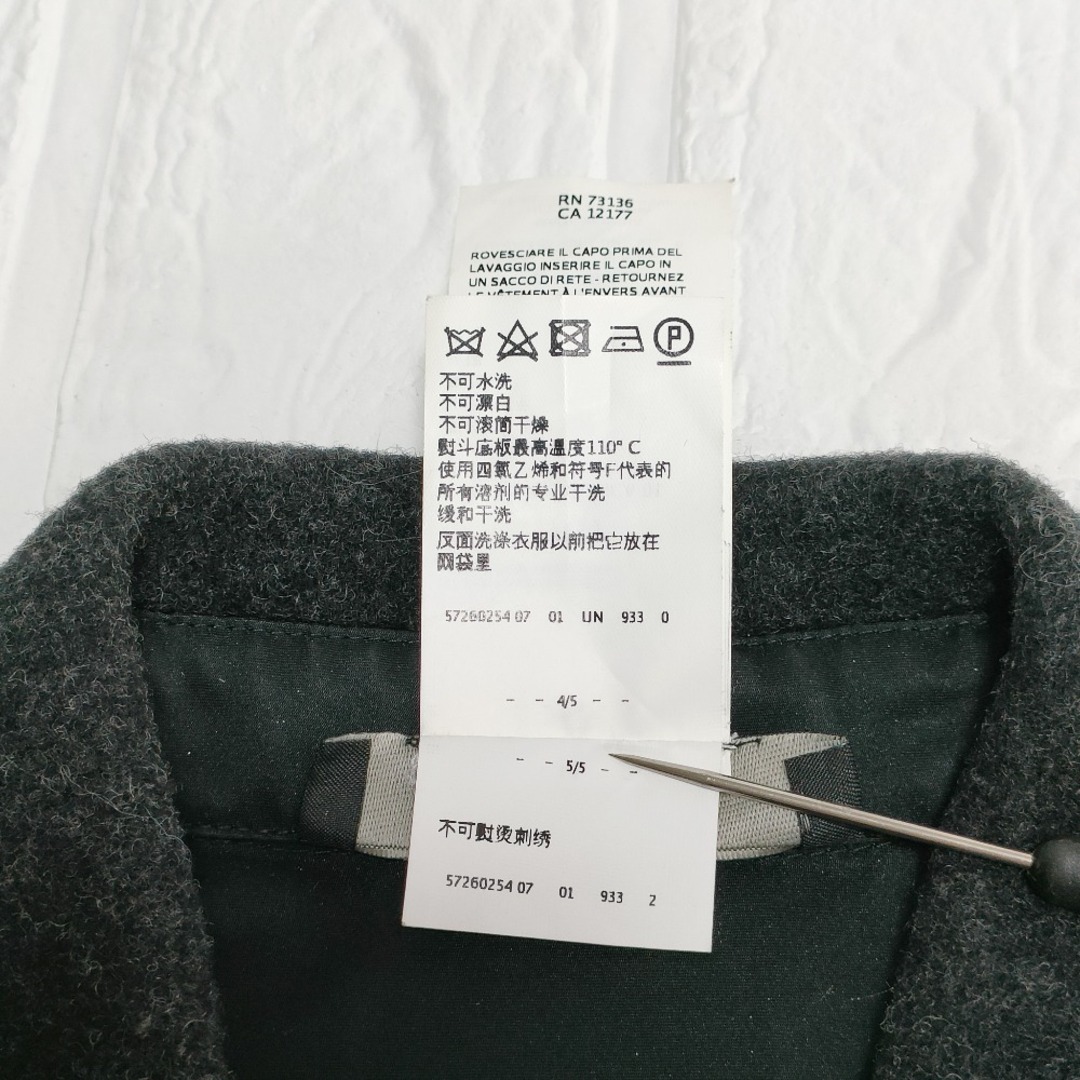 RN 73136
CA 12177
ROVESCIARE IL CAPO PRIMA DEL
LAVAGGIO INSERIRE IL CAPO IN
UN SACCO DI RETE - RETOURNEZ
LE VÊTEMENT À L'ENVERS AVANT
P
不可水洗
不可漂白
不可滚筒干燥
熨斗底板最高温度110° C
使用四氯乙烯和符号F代表的
所有溶剂的专业干洗
缓和干洗
反面洗涤衣服以前把它放在
网袋里
57260254 07 01 UN 933 0
- - 4/5 - -
- - 5/5 - -
不可熨烫刺绣
57260254 07 01 933 2